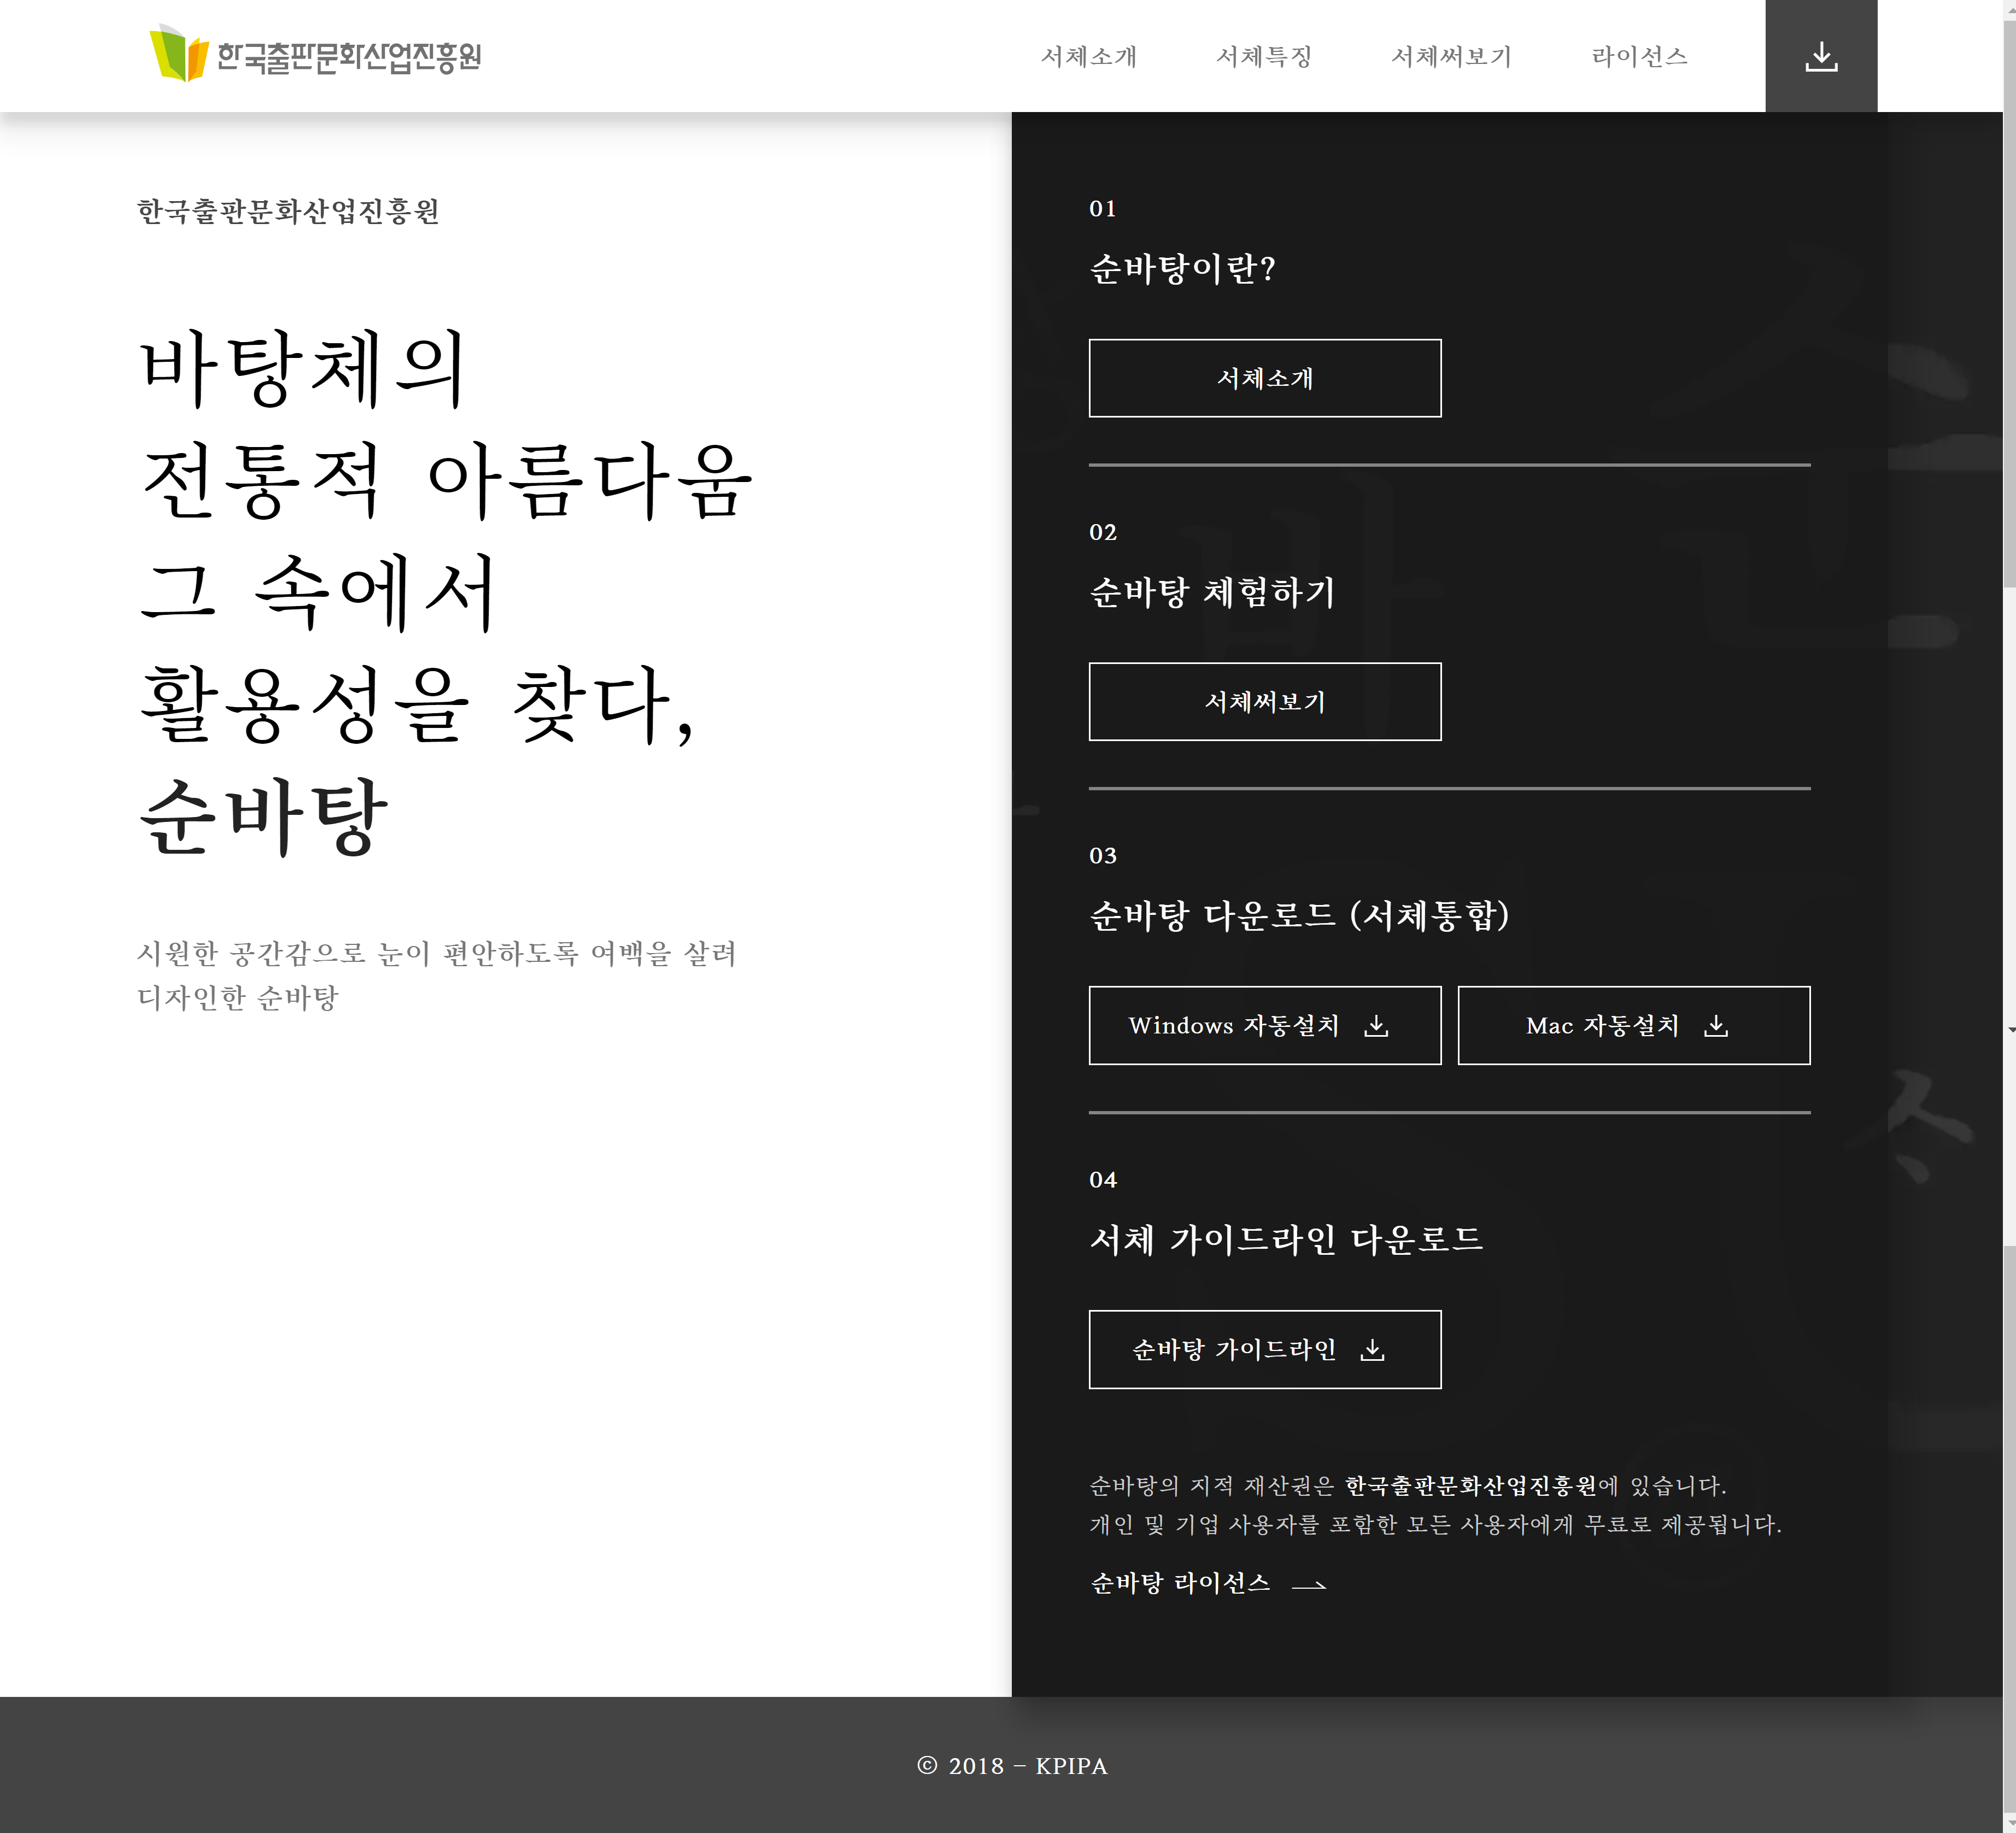 한국출판문화산업진흥원
서체소개
서체특징
서체써보기
라이선스
한국출판문화산업진흥원
바탕체의
전통적 아름다움
그 속에서
활용성을 찾다,
순바탕
시원한 공간감으로 눈이 편안하도록 여백을 살려
디자인한 순바탕
01
순바탕이란?
서체소개
02
순바탕 체험하기
서체써보기
03
순바탕 다운로드 (서체통합)
Windows 자동설치
Mac 자동설치
04
서체 가이드라인 다운로드
순바탕 가이드라인
순바탕의 지적 재산권은 한국출판문화산업진흥원에 있습니다.
개인 및 기업 사용자를 포함한 모든 사용자에게 무료로 제공됩니다.
순바탕 라이선스
ⓒ 2018 – KPIPA